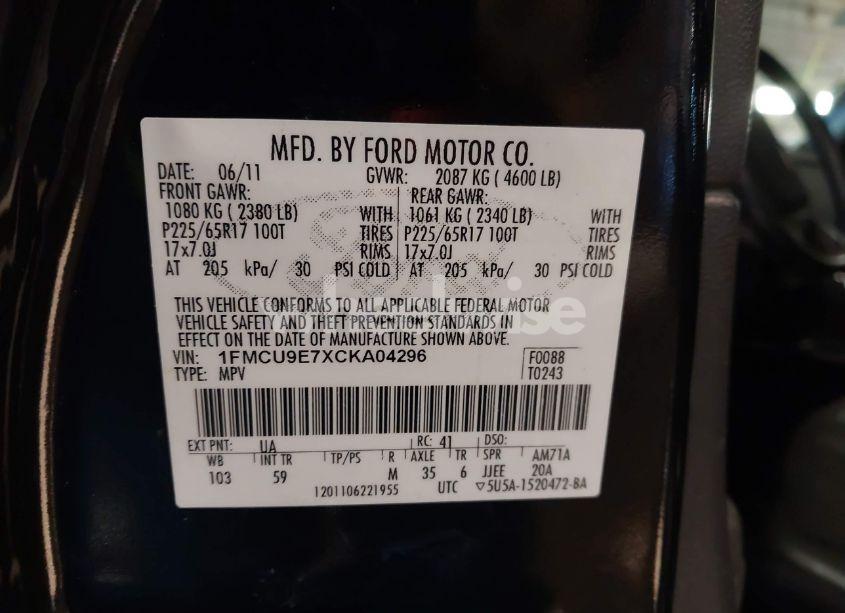 MFD. BY FORD MOTOR CO.
DATE: 06/11 GVWR: 2087 KG ( 4600 LB)
FRONT GAWR: REAR GAWR:
1080 KG ( 2380 LB) WITH 1061 KG ( 2340 LB) WITH
P225/65R17 100T TIRES P225/65R17 100T TIRES
17x7.0J RIMS 17x7.0J RIMS
AT 205 kPa/ 30 PSI COLD AT 205 kPa/ 30 PSI COLD
THIS VEHICLE CONFORMS TO ALL APPLICABLE FEDERAL MOTOR
VEHICLE SAFETY AND THEFT PREVENTION STANDARDS IN
EFFECT ON THE DATE OF MANUFACTURE SHOWN ABOVE.
VIN: 1FMCU9E7XCKA04296 F0088
TYPE: MPV T0243
EXT PNT: UA RC: 41 DSO:
WB INT TR TP/PS R AXLE TR SPR AM71A
103 59 M 35 6 JJEE 20A
1201106221955 UTC ▽5U5A-1520472-BA